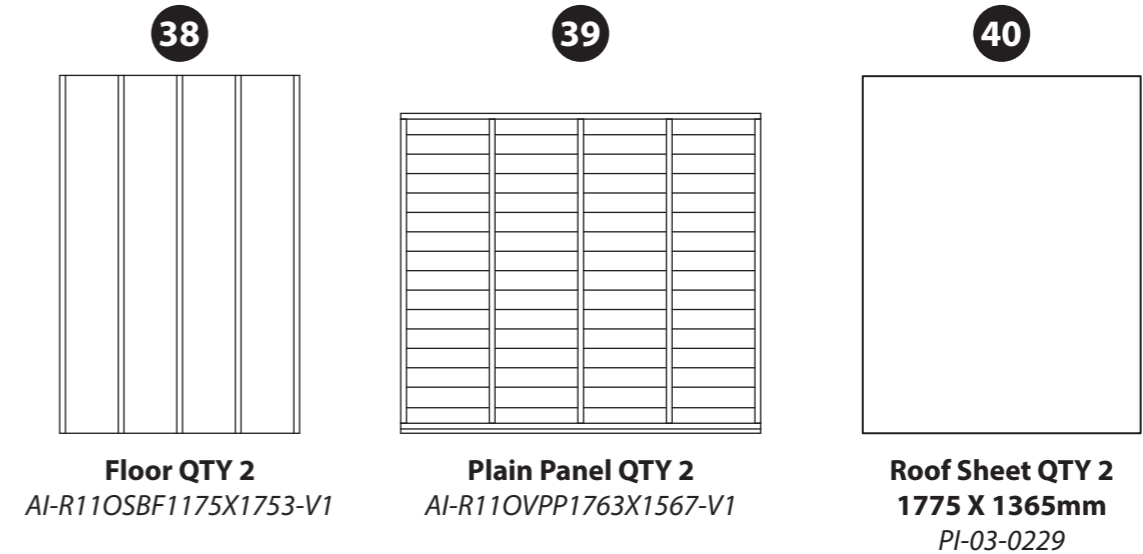 38
39
40
Floor QTY 2
AI-R11OSBF1175X1753-V1
Plain Panel QTY 2
AI-R11OVPP1763X1567-V1
Roof Sheet QTY 2
1775 X 1365mm
PI-03-0229